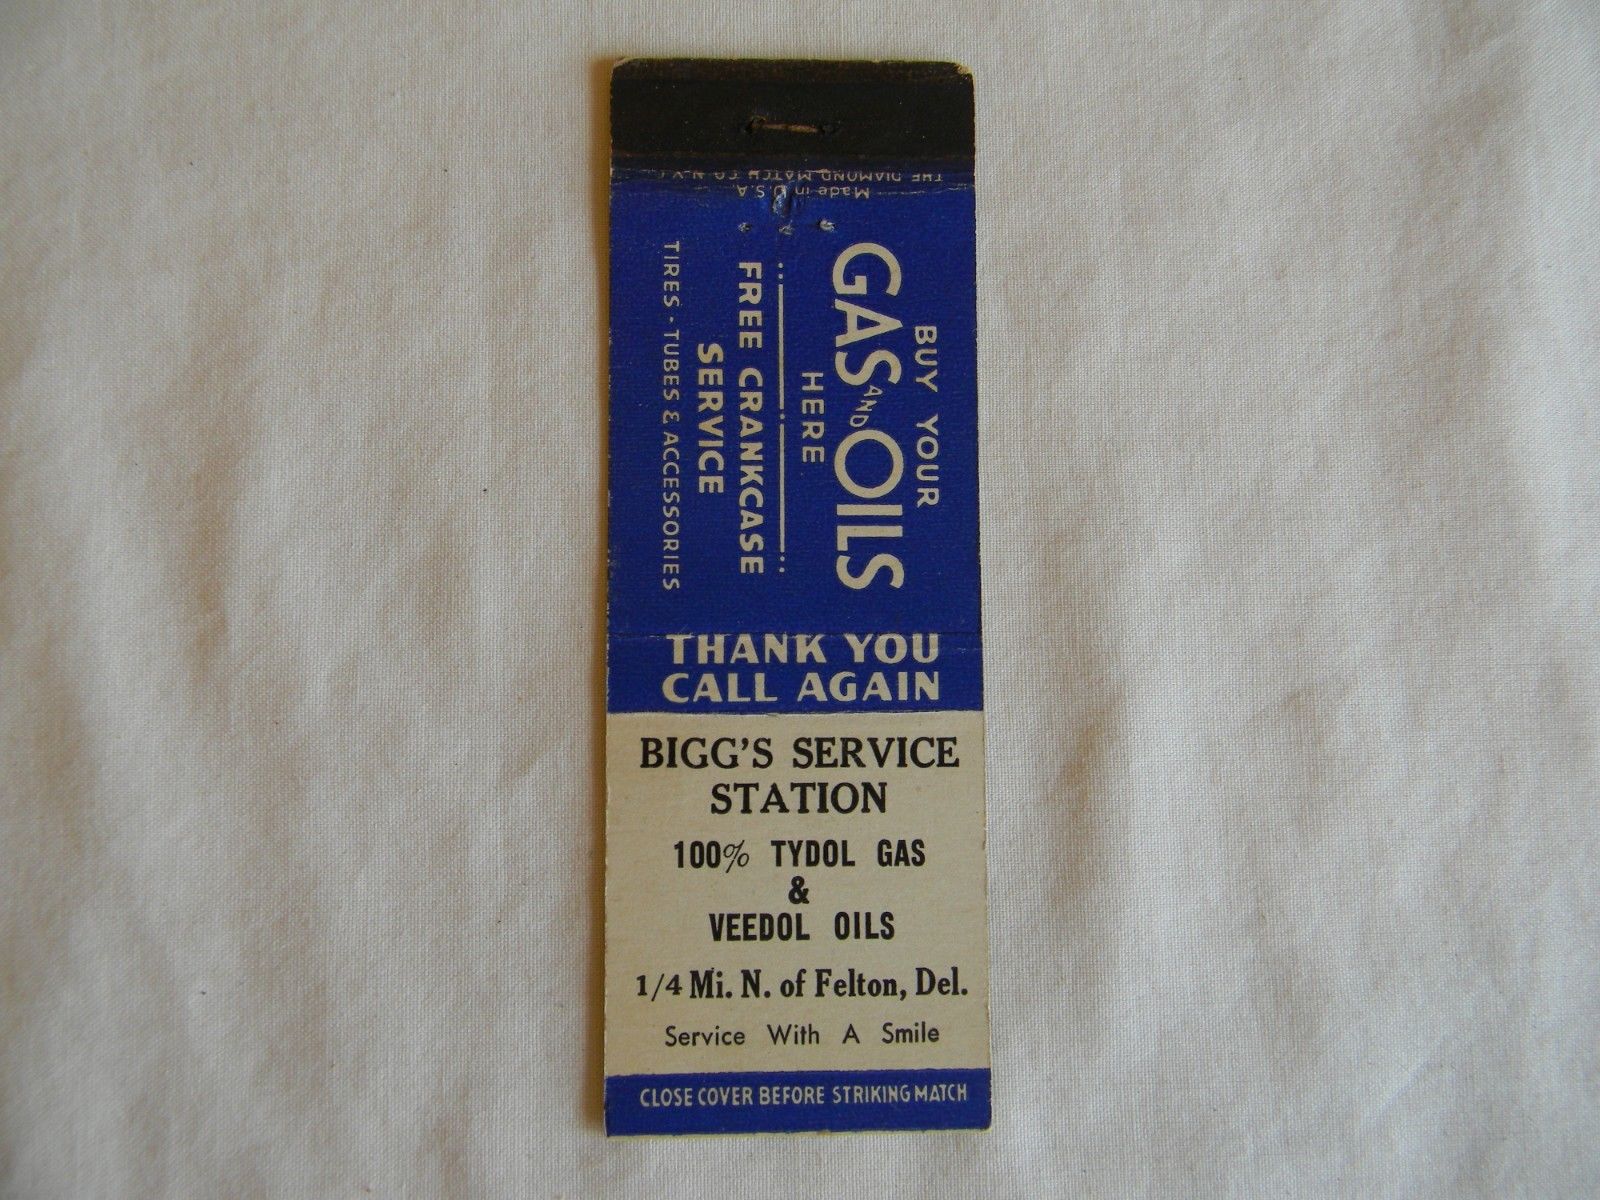 THE DIAMOND MATCH CO. N.Y.C.
Made in U.S.A.
BUY YOUR
GAS AND OILS
HERE
FREE CRANKCASE
SERVICE
TIRES - TUBES & ACCESSORIES
THANK YOU
CALL AGAIN
BIGG'S SERVICE
STATION
100% TYDOL GAS
&
VEEDOL OILS
1/4 Mi. N. of Felton, Del.
Service With A Smile
CLOSE COVER BEFORE STRIKING MATCH